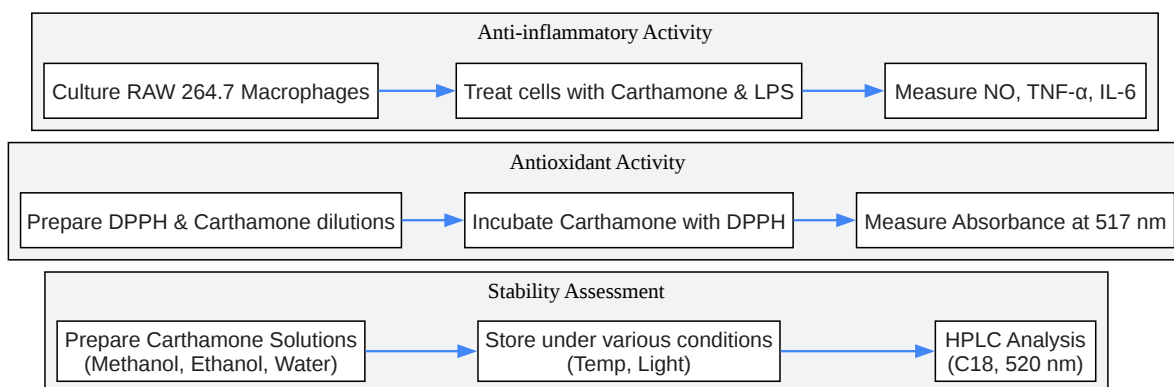 Anti-inflammatory Activity
Culture RAW 264.7 Macrophages
Treat cells with Carthamone & LPS
Measure NO, TNF-α, IL-6
Antioxidant Activity
Prepare DPPH & Carthamone dilutions
Incubate Carthamone with DPPH
Measure Absorbance at 517 nm
Stability Assessment
Prepare Carthamone Solutions
(Methanol, Ethanol, Water)
Store under various conditions
(Temp, Light)
HPLC Analysis
(C18, 520 nm)